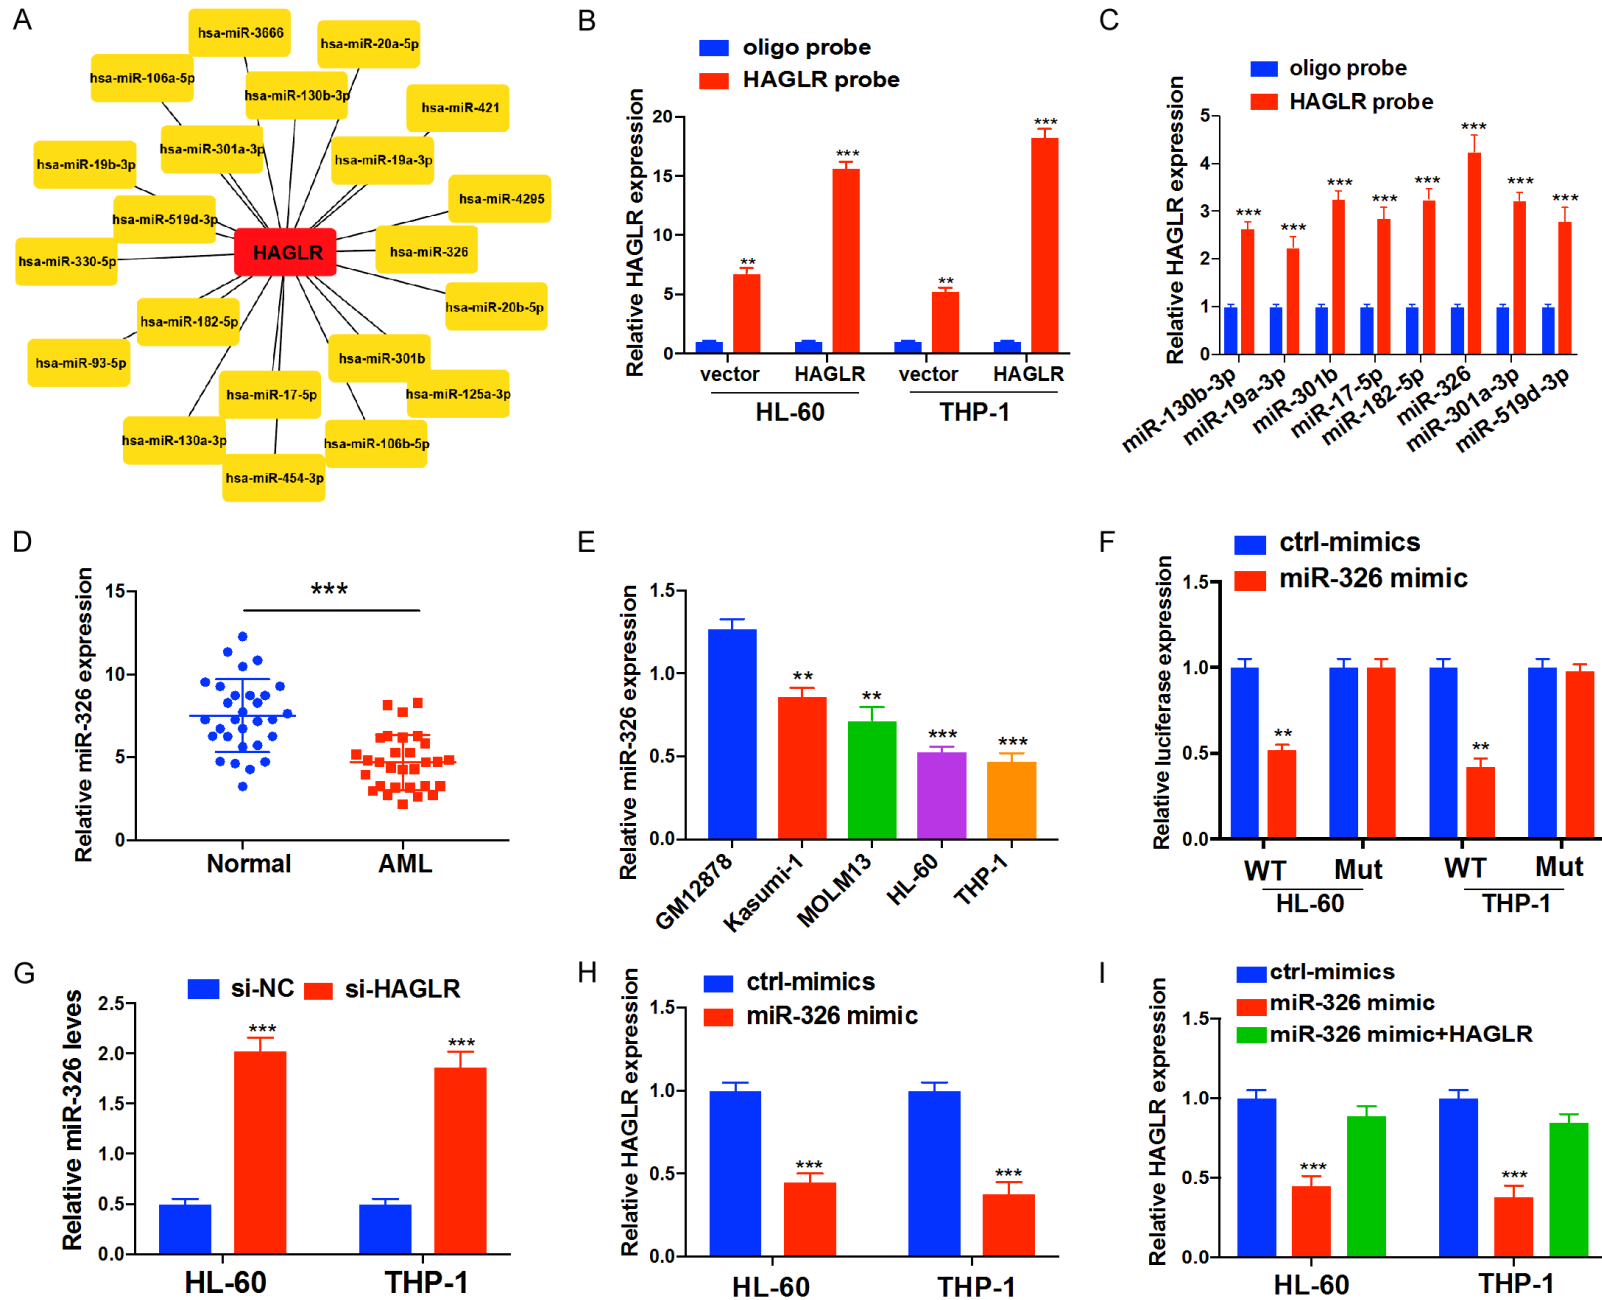 A
hsa-miR-3666
hsa-miR-20a-5p
hsa-miR-106a-5p
hsa-miR-130b-3p
hsa-miR-421
hsa-miR-301a-3p
hsa-miR-19a-3p
hsa-miR-19b-3p
hsa-miR-4295
hsa-miR-519d-3p
HAGLR
hsa-miR-326
hsa-miR-330-5p
hsa-miR-20b-5p
hsa-miR-182-5p
hsa-miR-93-5p
hsa-miR-301b
hsa-miR-17-5p
hsa-miR-125a-3p
hsa-miR-130a-3p
hsa-miR-106b-5p
hsa-miR-454-3p
B
oligo probe
HAGLR probe
Relative HAGLR expression
20
15
10
5
0
**
***
**
***
vector
HAGLR
vector
HAGLR
HL-60
THP-1
C
oligo probe
HAGLR probe
Relative HAGLR expression
5
4
3
2
1
0
***
***
***
***
***
***
***
***
miR-130b-3p
miR-19a-3p
miR-301b
miR-17-5p
miR-182-5p
miR-326
miR-301a-3p
miR-519d-3p
D
Relative miR-326 expression
15
10
5
0
***
Normal
AML
E
Relative miR-326 expression
1.5
1.0
0.5
0.0
**
**
***
***
GM12878
Kasumi-1
MOLM13
HL-60
THP-1
F
ctrl-mimics
miR-326 mimic
Relative luciferase expression
1.5
1.0
0.5
0.0
**
**
WT
Mut
WT
Mut
HL-60
THP-1
G
si-NC
si-HAGLR
Relative miR-326 leves
2.5
2.0
1.5
1.0
0.5
0.0
***
***
HL-60
THP-1
H
ctrl-mimics
miR-326 mimic
Relative HAGLR expression
1.5
1.0
0.5
0.0
***
***
HL-60
THP-1
I
ctrl-mimics
miR-326 mimic
miR-326 mimic+HAGLR
Relative HAGLR expression
1.5
1.0
0.5
0.0
***
***
HL-60
THP-1